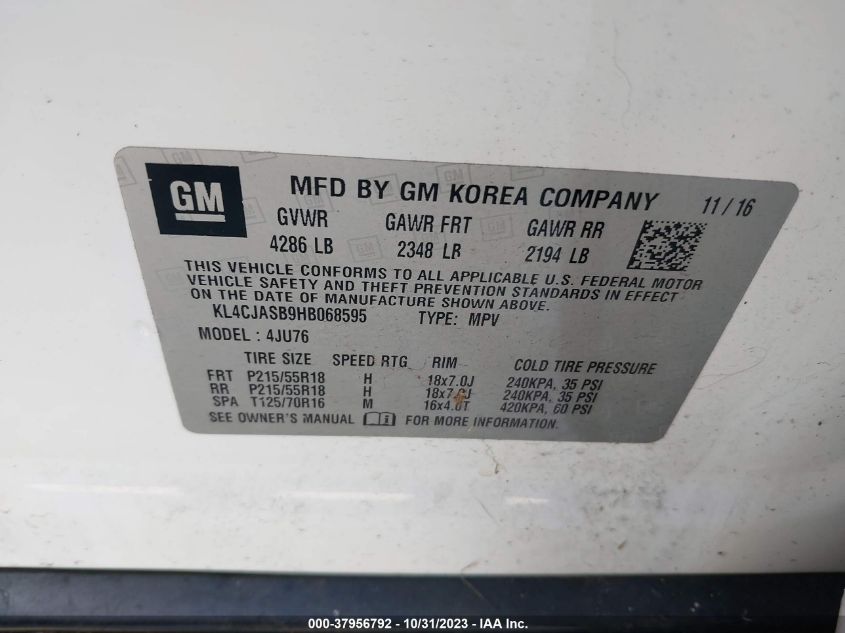 GM
MFD BY GM KOREA COMPANY 11/16
GVWR GAWR FRT GAWR RR
4286 LB 2348 LB 2194 LB
THIS VEHICLE CONFORMS TO ALL APPLICABLE U.S. FEDERAL MOTOR
VEHICLE SAFETY AND THEFT PREVENTION STANDARDS IN EFFECT
ON THE DATE OF MANUFACTURE SHOWN ABOVE.
KL4CJASB9HB068595 TYPE: MPV
MODEL: 4JU76
TIRE SIZE SPEED RTG RIM COLD TIRE PRESSURE
FRT P215/55R18 H 18x7.0J 240KPA, 35 PSI
RR P215/55R18 H 18x7.0J 240KPA, 35 PSI
SPA T125/70R16 M 16x4.0T 420KPA, 60 PSI
SEE OWNER'S MANUAL FOR MORE INFORMATION.
000-37956792 - 10/31/2023 - IAA Inc.